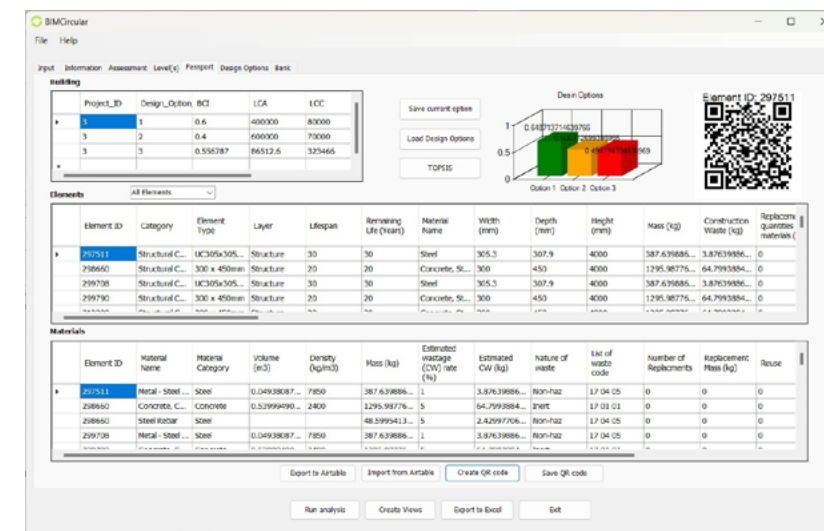 BIMCircular
File Help
Input Information Assessment Level(s) Passport Design Options Bank
Building
Project_ID Design_Option BCI LCA LCC
3 1 0.6 400000 80000
3 2 0.4 600000 70000
3 3 0.556787 86512.6 323465
Save current option
Load Design Options
TOPSIS
Desin Options
1
0.5
0
Option 1 Option 2 Option 3
Element ID: 297511
Elements
All Elements
Element ID Category Element Type Layer Lifespan Remaining Life (Years) Material Name Width (mm) Depth (mm) Height (mm) Mass (kg) Construction Waste (kg) Replaceme quantities materials (
297511 Structural C... UC305x305... Structure 30 30 Steel 305.3 307.9 4000 387.639886... 3.87639886... 0
298660 Structural C... 300 x 450mm Structure 20 20 Concrete, St... 300 450 4000 1295.98776... 64.7993884... 0
299708 Structural C... UC305x305... Structure 30 30 Steel 305.3 307.9 4000 387.639886... 3.87639886... 0
299790 Structural C... 300 x 450mm Structure 20 20 Concrete, St... 300 450 4000 1295.98776... 64.7993884... 0
Materials
Element ID Material Name Material Category Volume (m3) Density (kg/m3) Mass (kg) Estimated wastage (CW) rate (%) Estimated CW (kg) Nature of waste List of waste code Number of Replacments Replacement Mass (kg) Reuse
297511 Metal - Steel ... Steel 0.04938087... 7850 387.639886... 1 3.87639886... Non-haz 17 04 05 0 0 0
298660 Concrete, C... Concrete 0.53999490... 2400 1295.98776... 5 64.7993884... Inert 17 01 01 0 0 0
298660 Steel Rebar Steel 48.5995413... 5 2.42997706... Non-haz 17 04 05 0 0 0
299708 Metal - Steel ... Steel 0.04938087... 7850 387.639886... 1 3.87639886... Non-haz 17 04 05 0 0 0
Export to Airtable Import from Airtable Create QR code Save QR code
Run analysis Create Views Export to Excel Exit